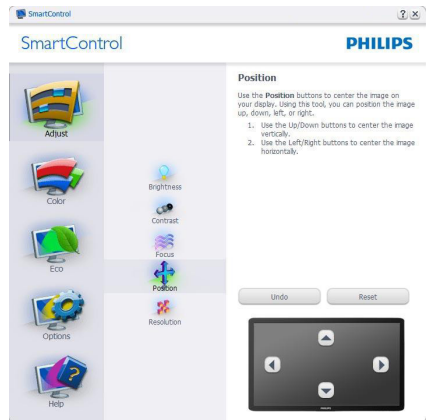 SmartControl
? ×
SmartControl
PHILIPS
Adjust
Color
Eco
Options
Help
Brightness
Contrast
Focus
Position
Resolution
Position
Use the Position buttons to center the image on
your display. Using this tool, you can position the image
up, down, left, or right.
1. Use the Up/Down buttons to center the image
vertically.
2. Use the Left/Right buttons to center the image
horizontally.
Undo
Reset
PHILIPS